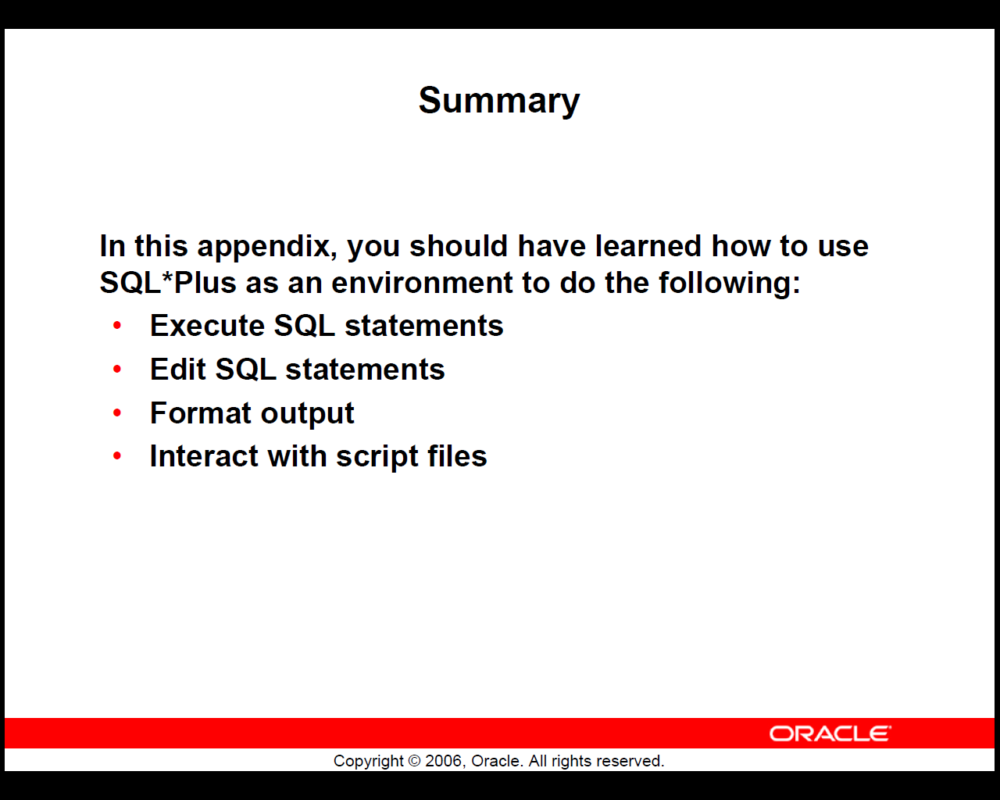 Summary
In this appendix, you should have learned how to use
SQL*Plus as an environment to do the following:
• Execute SQL statements
• Edit SQL statements
• Format output
• Interact with script files
ORACLE
Copyright © 2006, Oracle. All rights reserved.